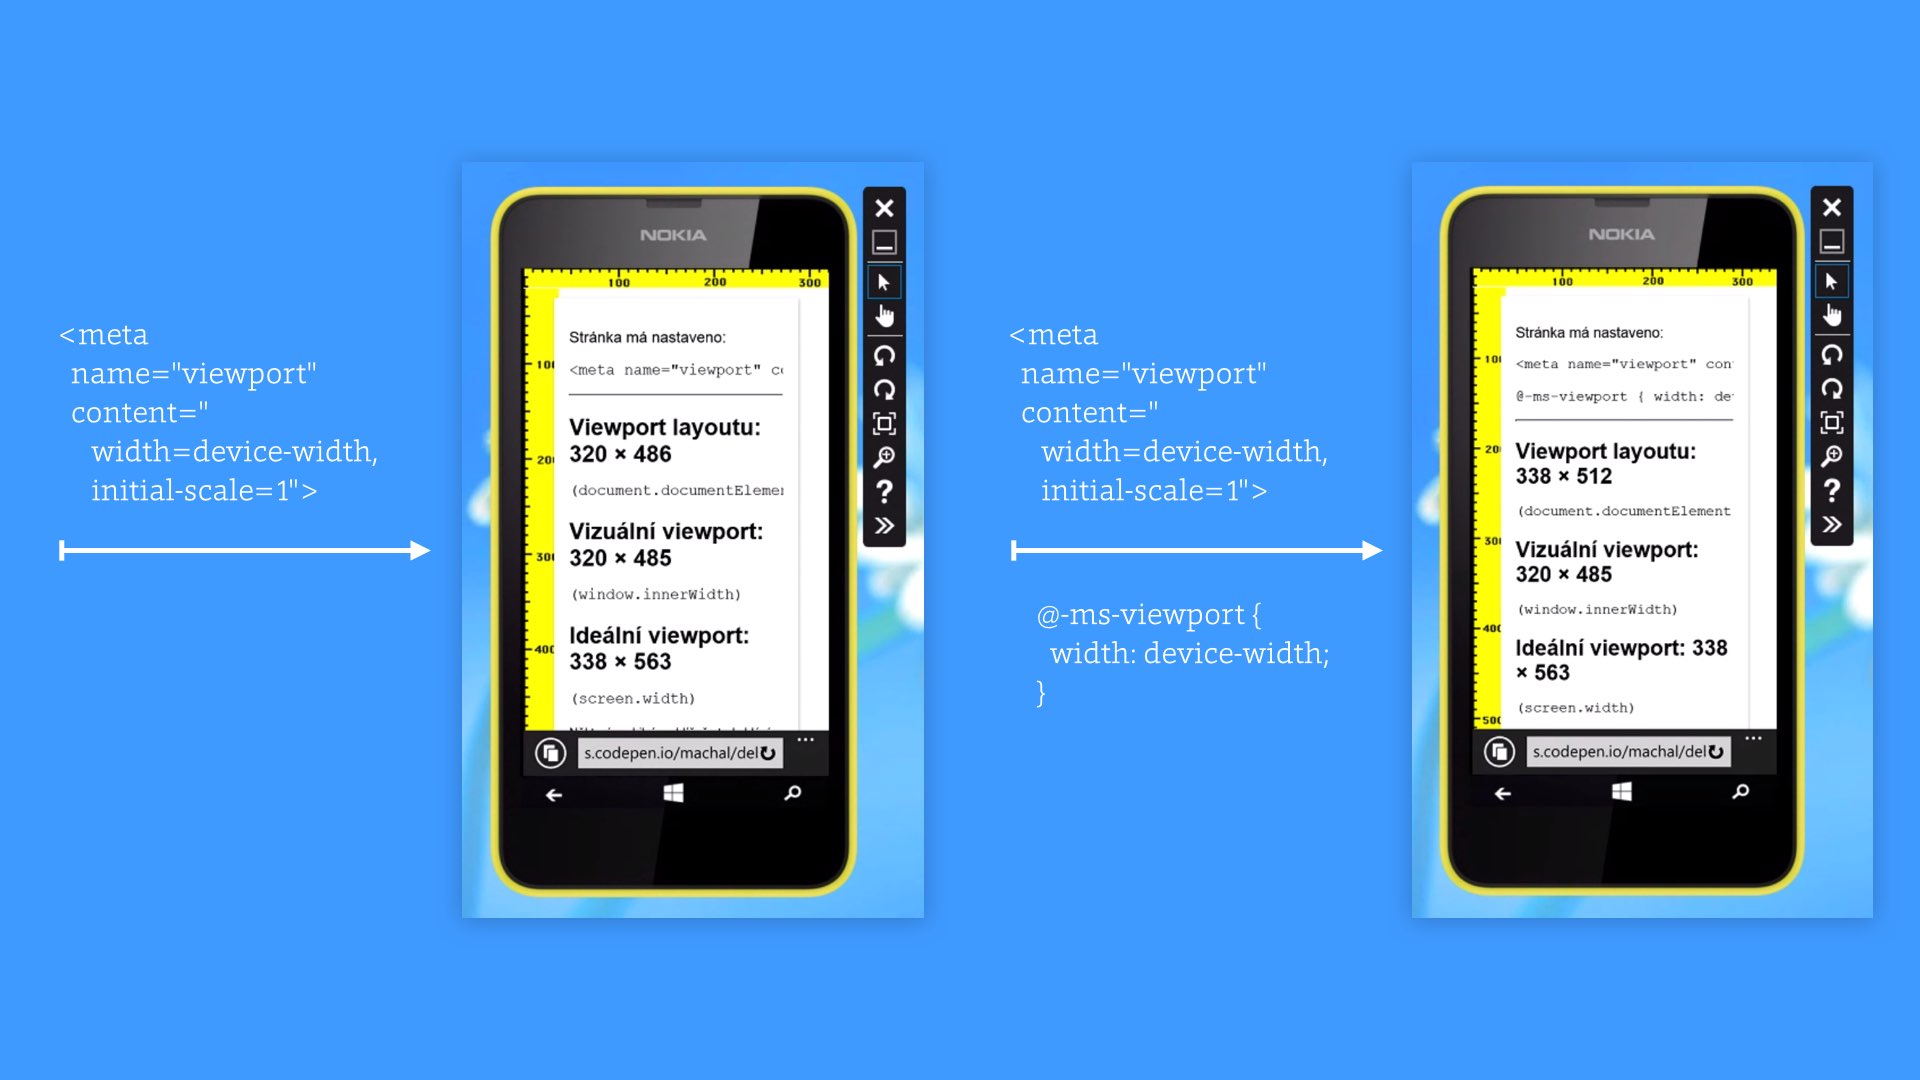 <meta
name="viewport"
content="
width=device-width,
initial-scale=1">
NOKIA
100
200
300
100
200
300
400
Stránka má nastaveno:
<meta name="viewport" co
Viewport layoutu:
320 × 486
(document.documentElemen
Vizuální viewport:
320 × 485
(window.innerWidth)
Ideální viewport:
338 × 563
(screen.width)
s.codepen.io/machal/del
<meta
name="viewport"
content="
width=device-width,
initial-scale=1">
@-ms-viewport {
width: device-width;
}
NOKIA
100
200
300
100
200
300
400
500
Stránka má nastaveno:
<meta name="viewport" con
@-ms-viewport { width: de
Viewport layoutu:
338 × 512
(document.documentElement
Vizuální viewport:
320 × 485
(window.innerWidth)
Ideální viewport: 338
× 563
(screen.width)
s.codepen.io/machal/del